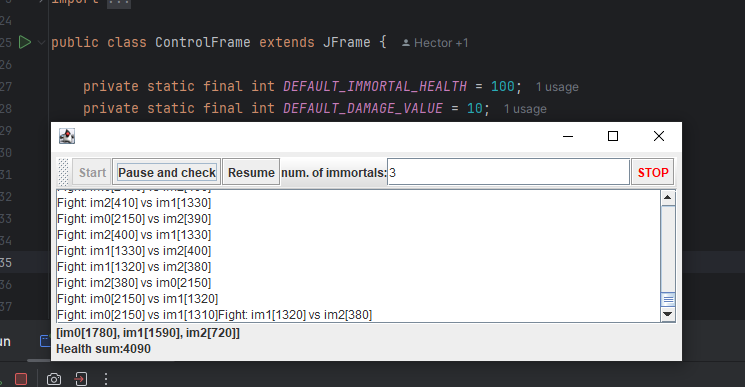 import ...
24
25 public class ControlFrame extends JFrame { Hector +1
26
27 private static final int DEFAULT_IMMORTAL_HEALTH = 100; 1 usage
28 private static final int DEFAULT_DAMAGE_VALUE = 10; 1 usage
29
30
31
32
33
34
35
36
37
Start Pause and check Resume num. of immortals: 3 STOP
Fight: im2[410] vs im1[1330]
Fight: im0[2150] vs im2[390]
Fight: im2[400] vs im1[1330]
Fight: im1[1330] vs im2[400]
Fight: im1[1320] vs im2[380]
Fight: im2[380] vs im0[2150]
Fight: im0[2150] vs im1[1320]
Fight: im0[2150] vs im1[1310]Fight: im1[1320] vs im2[380]
[im0[1780], im1[1590], im2[720]]
Health sum:4090
un